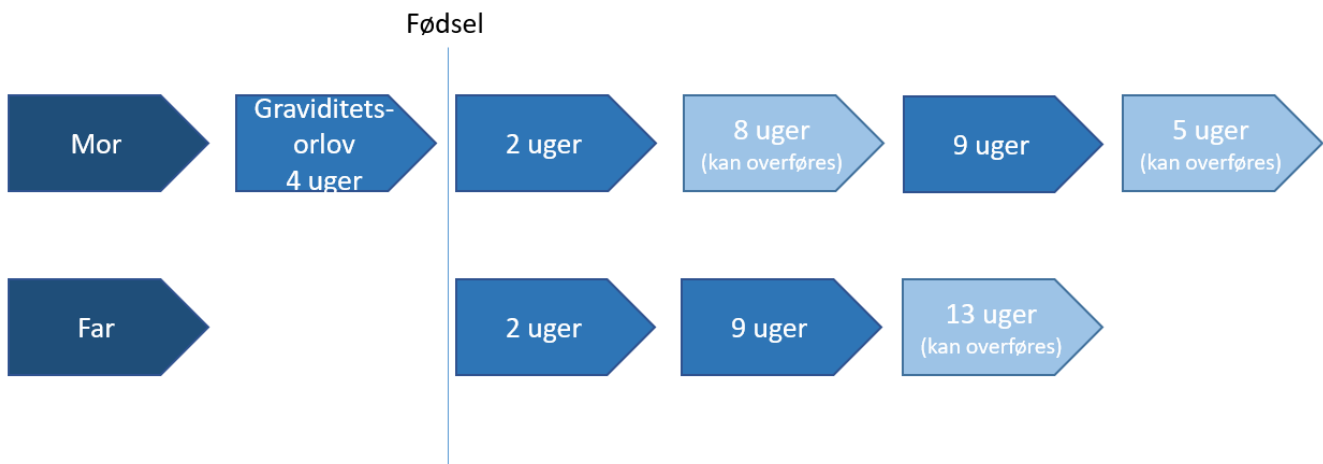 Fødsel
Mor
Graviditets-
orlov
4 uger
2 uger
8 uger
(kan overføres)
9 uger
5 uger
(kan overføres)
Far
2 uger
9 uger
13 uger
(kan overføres)